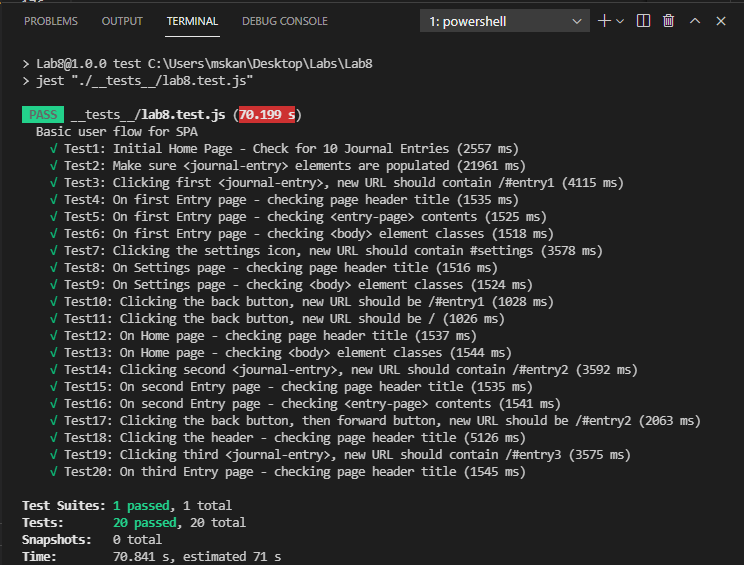 PROBLEMS OUTPUT TERMINAL DEBUG CONSOLE 1: powershell
> Lab8@1.0.0 test C:\Users\mskan\Desktop\Labs\Lab8
> jest "./__tests__/lab8.test.js"
PASS __tests__/lab8.test.js (70.199 s)
Basic user flow for SPA
√ Test1: Initial Home Page - Check for 10 Journal Entries (2557 ms)
√ Test2: Make sure <journal-entry> elements are populated (21961 ms)
√ Test3: Clicking first <journal-entry>, new URL should contain /#entry1 (4115 ms)
√ Test4: On first Entry page - checking page header title (1535 ms)
√ Test5: On first Entry page - checking <entry-page> contents (1525 ms)
√ Test6: On first Entry page - checking <body> element classes (1518 ms)
√ Test7: Clicking the settings icon, new URL should contain #settings (3578 ms)
√ Test8: On Settings page - checking page header title (1516 ms)
√ Test9: On Settings page - checking <body> element classes (1524 ms)
√ Test10: Clicking the back button, new URL should be /#entry1 (1028 ms)
√ Test11: Clicking the back button, new URL should be / (1026 ms)
√ Test12: On Home page - checking page header title (1537 ms)
√ Test13: On Home page - checking <body> element classes (1544 ms)
√ Test14: Clicking second <journal-entry>, new URL should contain /#entry2 (3592 ms)
√ Test15: On second Entry page - checking page header title (1535 ms)
√ Test16: On second Entry page - checking <entry-page> contents (1541 ms)
√ Test17: Clicking the back button, then forward button, new URL should be /#entry2 (2063 ms)
√ Test18: Clicking the header - checking page header title (5126 ms)
√ Test19: Clicking third <journal-entry>, new URL should contain /#entry3 (3575 ms)
√ Test20: On third Entry page - checking page header title (1545 ms)
Test Suites: 1 passed, 1 total
Tests: 20 passed, 20 total
Snapshots: 0 total
Time: 70.841 s, estimated 71 s